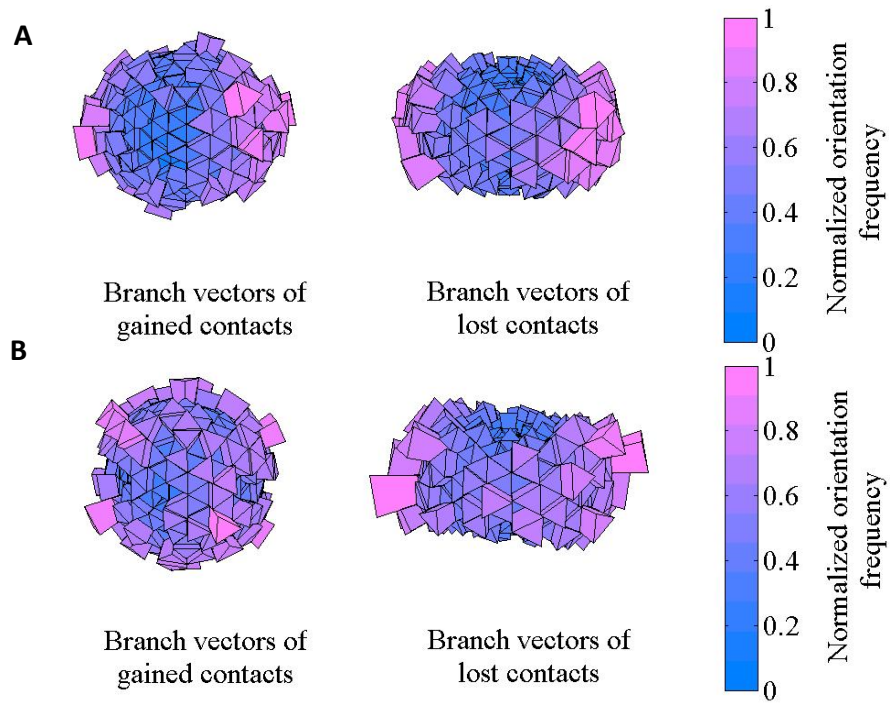 A
Branch vectors of
gained contacts
Branch vectors of
lost contacts
1
0.8
0.6
0.4
0.2
0
Normalized orientation
frequency
B
Branch vectors of
gained contacts
Branch vectors of
lost contacts
1
0.8
0.6
0.4
0.2
0
Normalized orientation
frequency